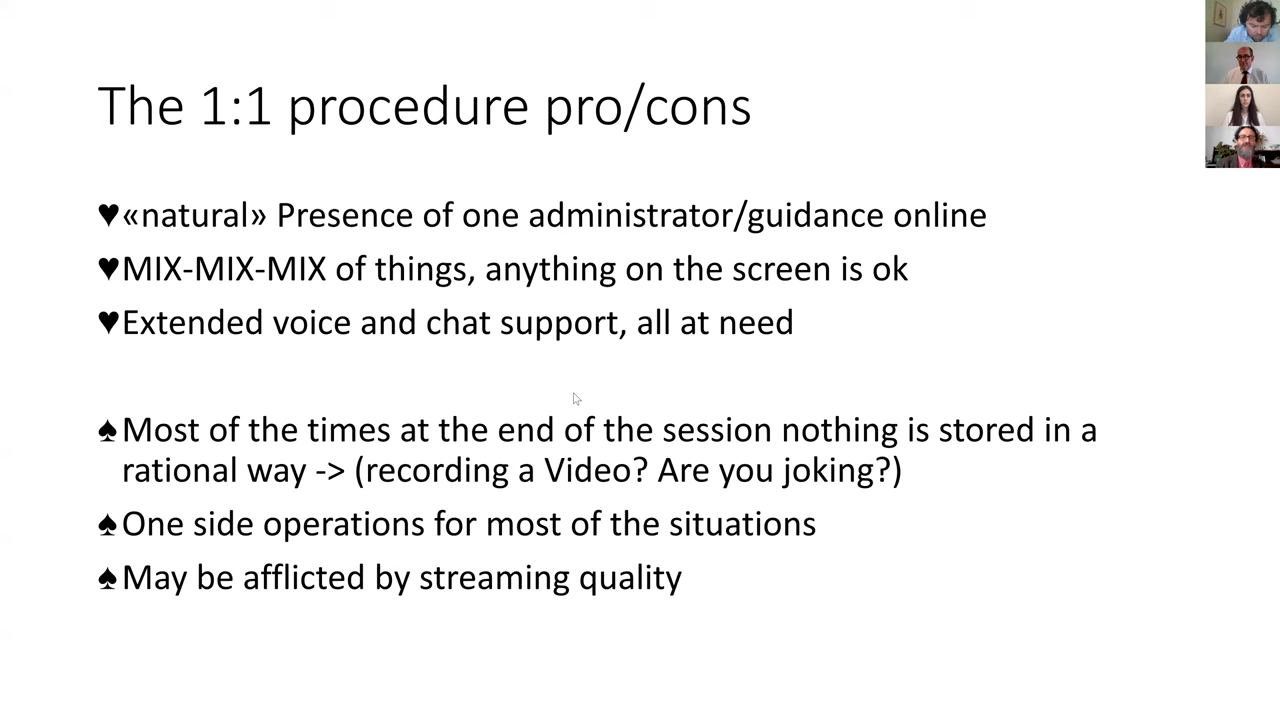 The 1:1 procedure pro/cons
♥«natural» Presence of one administrator/guidance online
♥MIX-MIX-MIX of things, anything on the screen is ok
♥Extended voice and chat support, all at need
♠Most of the times at the end of the session nothing is stored in a
rational way -> (recording a Video? Are you joking?)
♠One side operations for most of the situations
♠May be afflicted by streaming quality